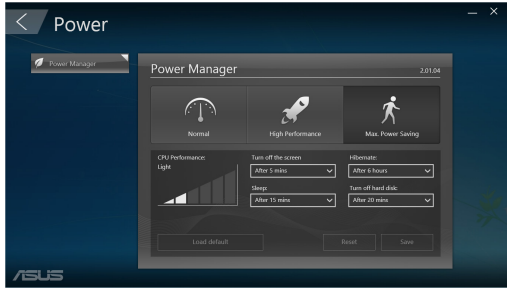 Power
Power Manager
Power Manager
2.01.04
Normal
High Performance
Max. Power Saving
CPU Performance:
Light
Turn off the screen
After 5 mins
Hibernate:
After 6 hours
Sleep:
After 15 mins
Turn off hard disk:
After 20 mins
Load default
Reset
Save
ASUS